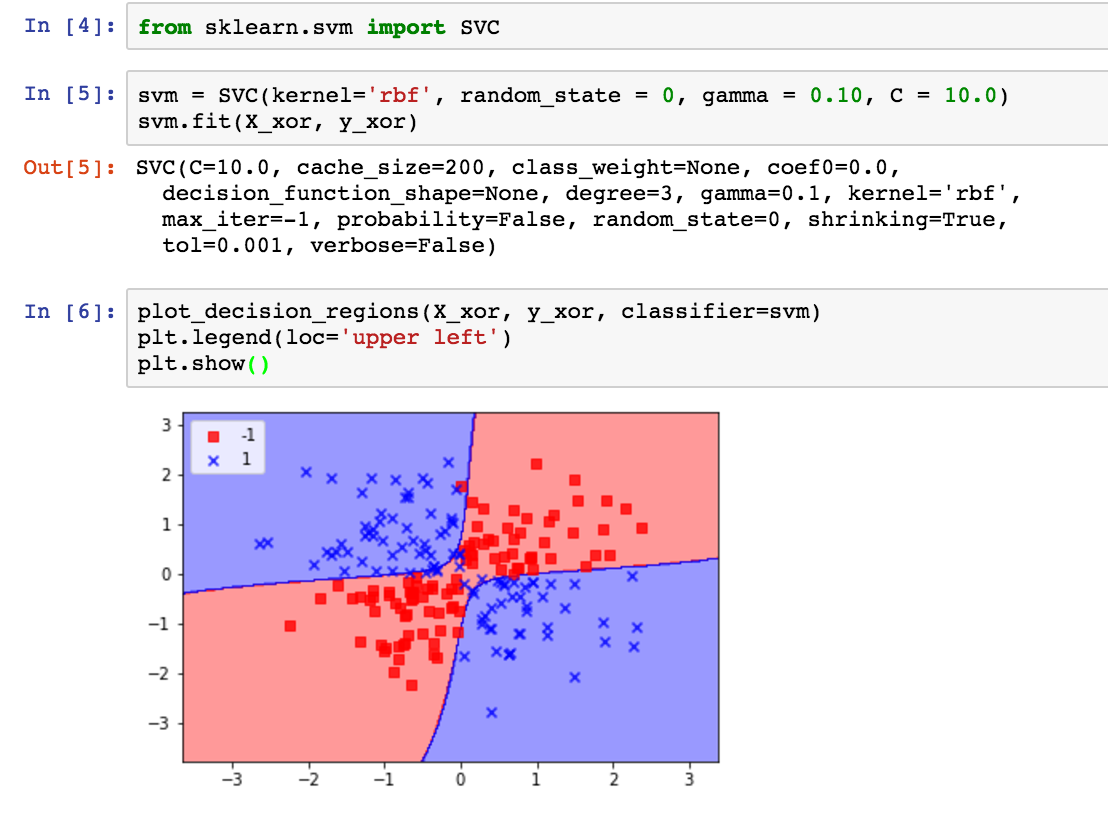 In [4]: from sklearn.svm import SVC
In [5]: svm = SVC(kernel='rbf', random_state = 0, gamma = 0.10, C = 10.0)
svm.fit(X_xor, y_xor)
Out[5]: SVC(C=10.0, cache_size=200, class_weight=None, coef0=0.0,
decision_function_shape=None, degree=3, gamma=0.1, kernel='rbf',
max_iter=-1, probability=False, random_state=0, shrinking=True,
tol=0.001, verbose=False)
In [6]: plot_decision_regions(X_xor, y_xor, classifier=svm)
plt.legend(loc='upper left')
plt.show()
-1
1
3
2
1
0
−1
−2
−3
−3 −2 −1 0 1 2 3